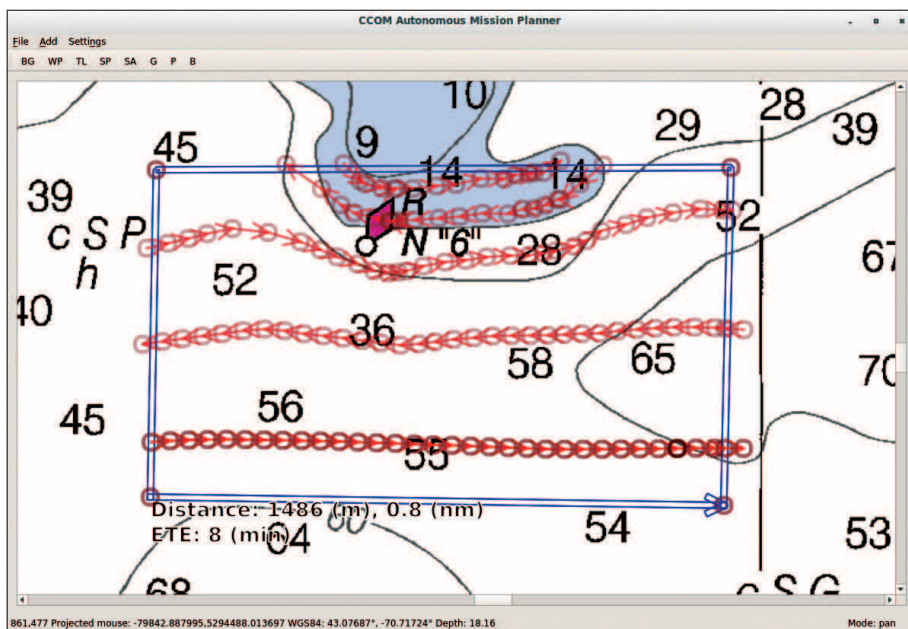 CCOM Autonomous Mission Planner
File Add Settings
BG WP TL SP SA G P B
10
28
29
39
45
9
14
14
39
R
52
c S P
N "6"
28
67
h
52
40
36
58
65
70
56
45
55
Distance: 1486 (m), 0.8 (nm)
60
54
53
ETE: 8 (min)
64
68
c S G
861,477 Projected mouse: -79842.887995,5294488.013697 WGS84: 43.07687°, -70.71724° Depth: 18.16
Mode: pan